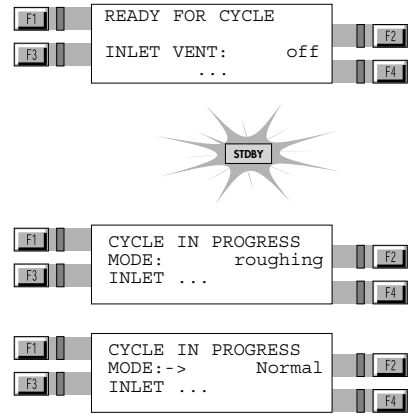 F1
READY FOR CYCLE
F2
F3
INLET VENT: off
...
F4
STDBY
F1
CYCLE IN PROGRESS
MODE: roughing
F2
F3
INLET ...
F4
F1
CYCLE IN PROGRESS
MODE:-> Normal
F2
F3
INLET ...
F4